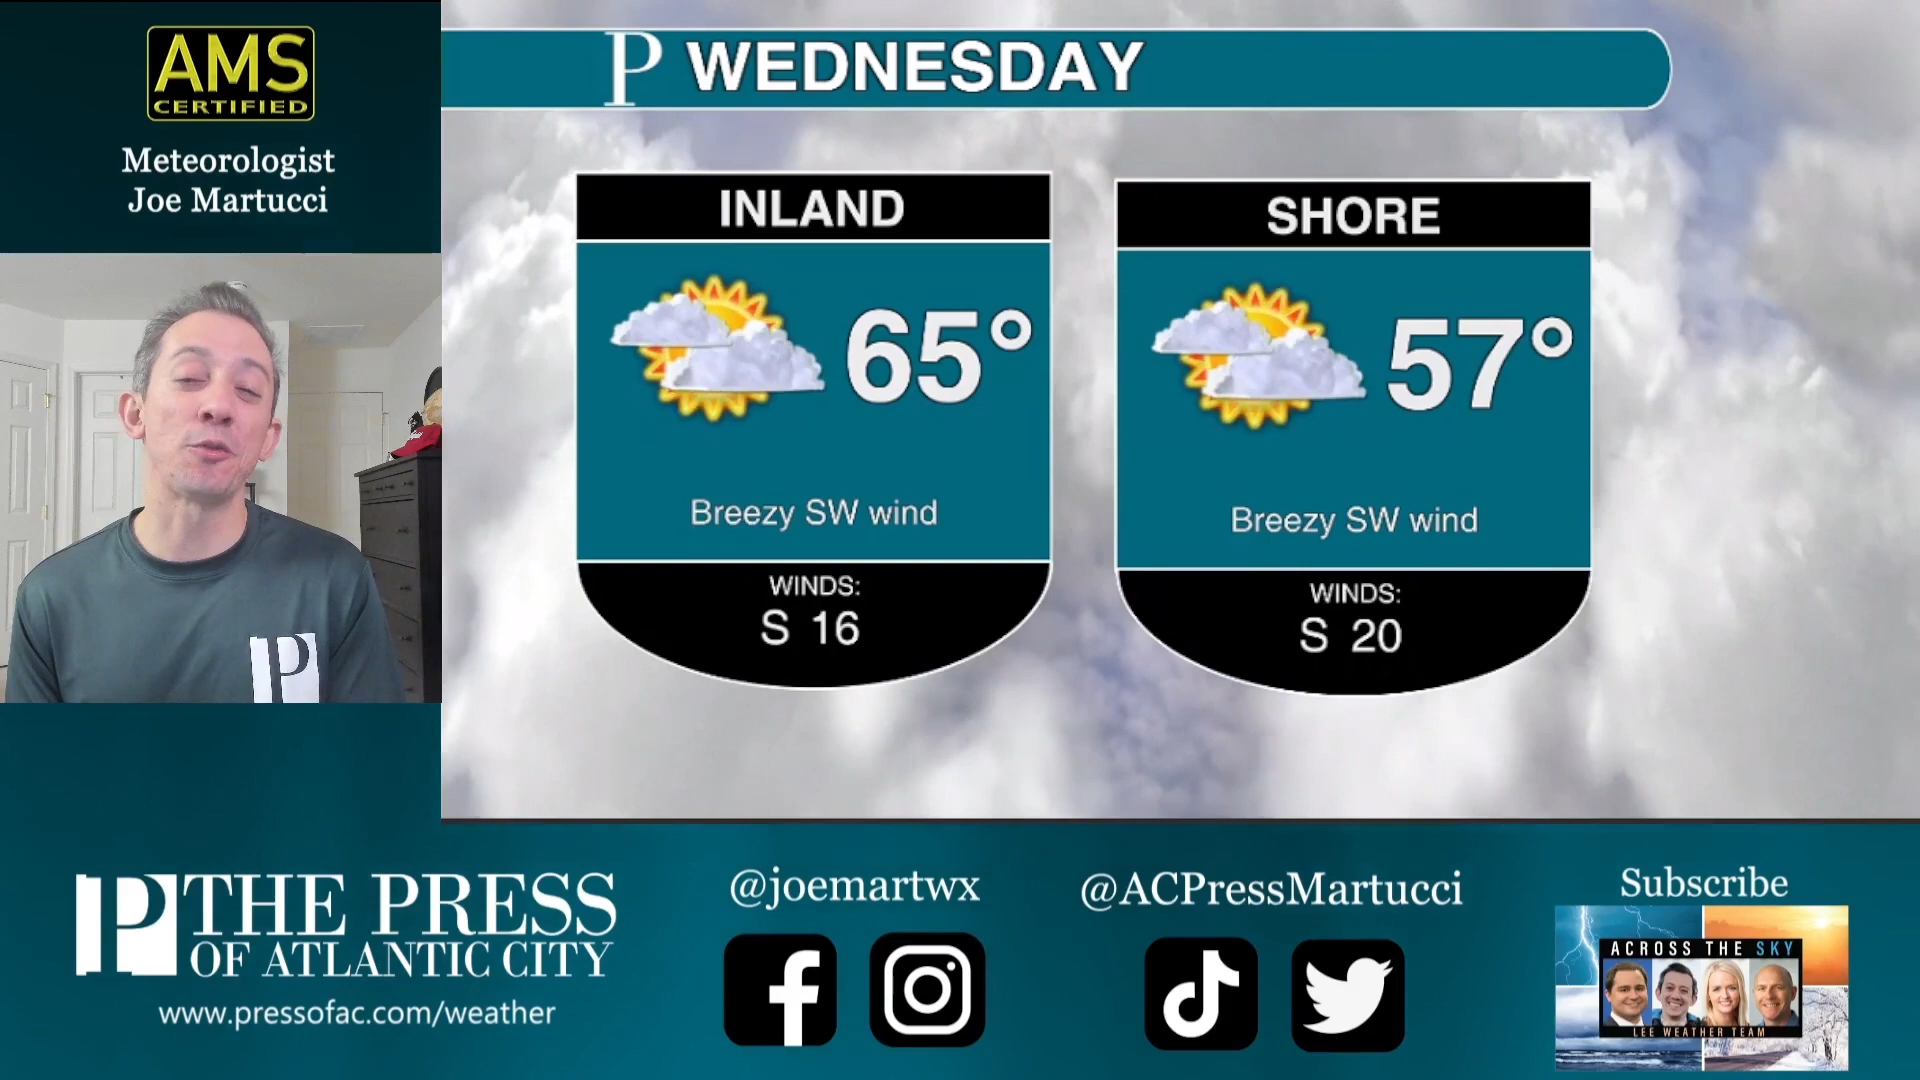 AMS
CERTIFIED
Meteorologist
Joe Martucci
P WEDNESDAY
INLAND
65°
Breezy SW wind
WINDS:
S 16
SHORE
57°
Breezy SW wind
WINDS:
S 20
P
P THE PRESS
OF ATLANTIC CITY
www.pressofac.com/weather
@joemartwx
@ACPressMartucci
Subscribe
ACROSS THE SKY
LEE WEATHER TEAM